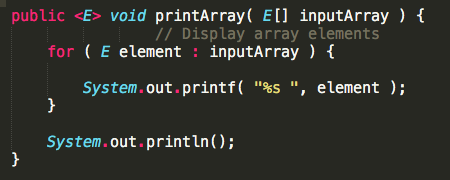 public <E> void printArray( E[] inputArray ) {
// Display array elements
for ( E element : inputArray ) {
System.out.printf( "%s ", element );
}
System.out.println();
}